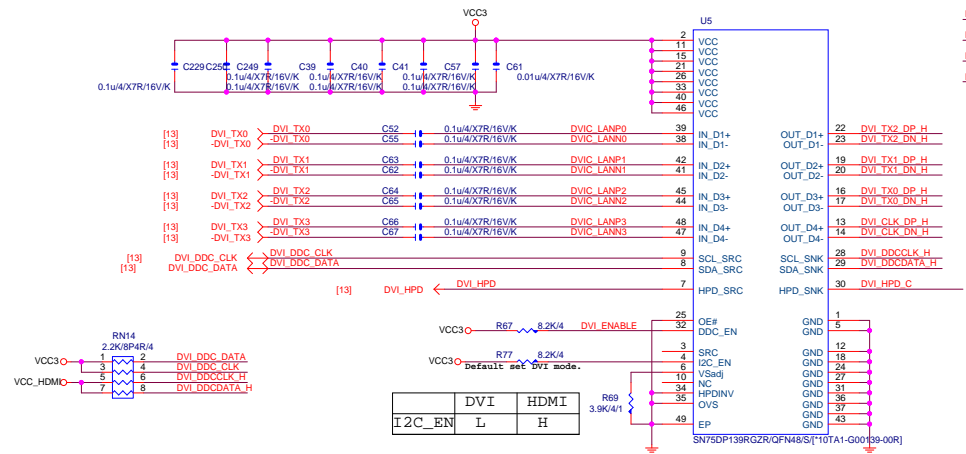 VCC3
U5
C229 C250 C249 C39 C40 C41 C57 C61
0.1u/4/X7R/16V/K 0.1u/4/X7R/16V/K 0.1u/4/X7R/16V/K 0.1u/4/X7R/16V/K 0.01u/4/X7R/16V/K
0.1u/4/X7R/16V/K 0.1u/4/X7R/16V/K 0.1u/4/X7R/16V/K
2 VCC
11 VCC
15 VCC
21 VCC
26 VCC
33 VCC
40 VCC
46 VCC
[13] DVI_TX0 DVI_TX0 C52 0.1u/4/X7R/16V/K DVIC_LANP0 39 IN_D1+ OUT_D1+ 22 DVI_TX2_DP_H
[13] -DVI_TX0 -DVI_TX0 C55 0.1u/4/X7R/16V/K DVIC_LANN0 38 IN_D1- OUT_D1- 23 DVI_TX2_DN_H
[13] DVI_TX1 DVI_TX1 C63 0.1u/4/X7R/16V/K DVIC_LANP1 42 IN_D2+ OUT_D2+ 19 DVI_TX1_DP_H
[13] -DVI_TX1 -DVI_TX1 C62 0.1u/4/X7R/16V/K DVIC_LANN1 41 IN_D2- OUT_D2- 20 DVI_TX1_DN_H
[13] DVI_TX2 DVI_TX2 C64 0.1u/4/X7R/16V/K DVIC_LANP2 45 IN_D3+ OUT_D3+ 16 DVI_TX0_DP_H
[13] -DVI_TX2 -DVI_TX2 C65 0.1u/4/X7R/16V/K DVIC_LANN2 44 IN_D3- OUT_D3- 17 DVI_TX0_DN_H
[13] DVI_TX3 DVI_TX3 C66 0.1u/4/X7R/16V/K DVIC_LANP3 48 IN_D4+ OUT_D4+ 13 DVI_CLK_DP_H
[13] -DVI_TX3 -DVI_TX3 C67 0.1u/4/X7R/16V/K DVIC_LANN3 47 IN_D4- OUT_D4- 14 DVI_CLK_DN_H
[13] DVI_DDC_CLK DVI_DDC_CLK 9 SCL_SRC SCL_SNK 28 DVI_DDCCLK_H
[13] DVI_DDC_DATA DVI_DDC_DATA 8 SDA_SRC SDA_SNK 29 DVI_DDCDATA_H
[13] DVI_HPD DVI_HPD 7 HPD_SRC HPD_SNK 30 DVI_HPD_C
25 OE# GND 1
VCC3 R67 8.2K/4 DVI_ENABLE 32 DDC_EN GND 5
3 SRC GND 12
VCC3 R77 8.2K/4 4 I2C_EN GND 18
Default set DVI mode.
6 VSadj GND 24
10 NC GND 27
34 HPDINV GND 31
35 OVS GND 36
GND 37
49 EP GND 43
R69
3.9K/4/1
SN75DP139RGZR/QFN48/S/[*10TA1-G00139-00R]
RN14
2.2K/8P4R/4
VCC3 1 2 DVI_DDC_DATA
3 4 DVI_DDC_CLK
VCC_HDMI 5 6 DVI_DDCCLK_H
7 8 DVI_DDCDATA_H
DVI HDMI
I2C_EN L H